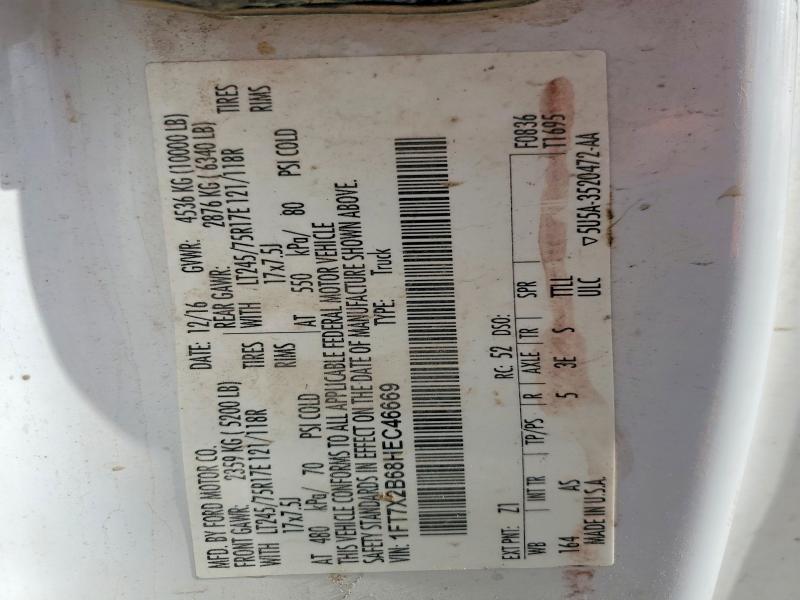 MFD. BY FORD MOTOR CO.
DATE: 12/16 GVWR: 4536 KG (10000 LB)
FRONT GAWR: 2359 KG (5200 LB) REAR GAWR: 2876 KG (6340 LB)
WITH LT245/75R17E 121/118R TIRES WITH LT245/75R17E 121/118R TIRES
17x7.5J RIMS 17x7.5J RIMS
AT 480 kPa/ 70 PSI COLD AT 550 kPa/ 80 PSI COLD
THIS VEHICLE CONFORMS TO ALL APPLICABLE FEDERAL MOTOR VEHICLE
SAFETY STANDARDS IN EFFECT ON THE DATE OF MANUFACTURE SHOWN ABOVE.
VIN: 1FT7X2B68HEC46669 TYPE: Truck
F0836
EXT PNT: Z1 RC: 52 DSO: T1695
WB INT TR TP/PS R AXLE TR SPR
164 AS 5 3E S TTLL
MADE IN U.S.A. ULC ▽5U5A-3520472-AA